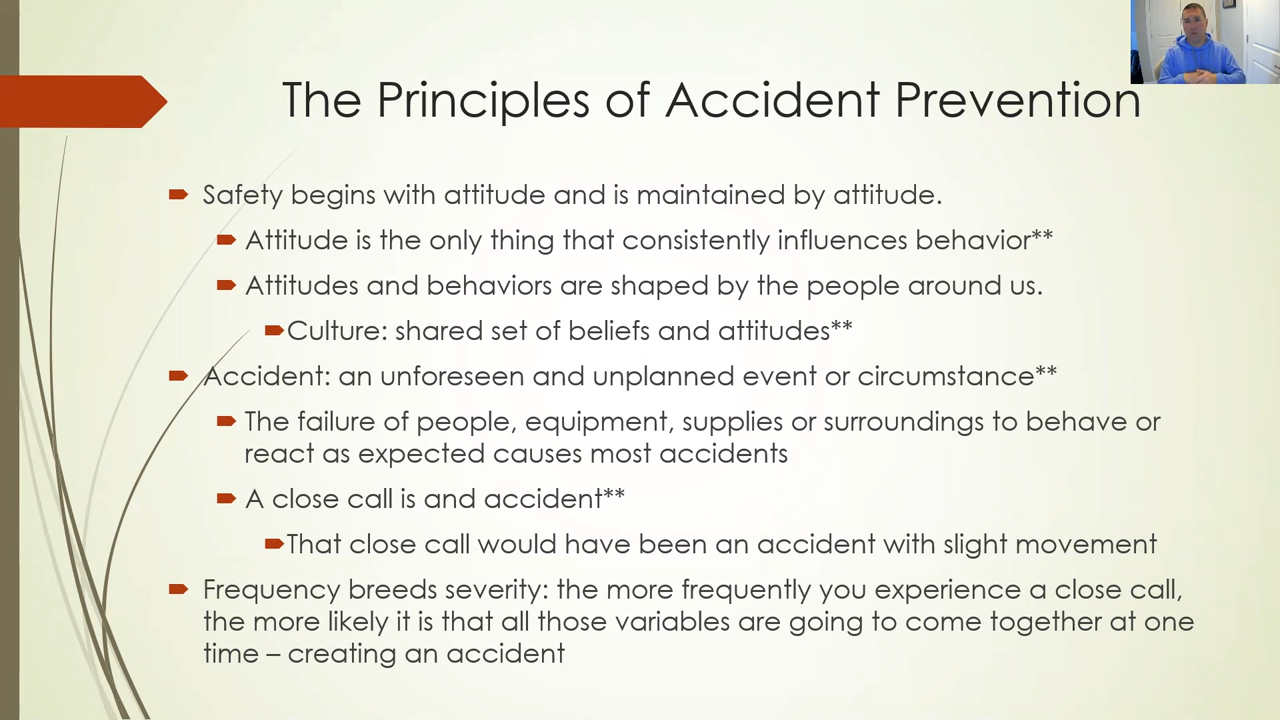 The Principles of Accident Prevention
Safety begins with attitude and is maintained by attitude.
Attitude is the only thing that consistently influences behavior**
Attitudes and behaviors are shaped by the people around us.
Culture: shared set of beliefs and attitudes**
Accident: an unforeseen and unplanned event or circumstance**
The failure of people, equipment, supplies or surroundings to behave or
react as expected causes most accidents
A close call is and accident**
That close call would have been an accident with slight movement
Frequency breeds severity: the more frequently you experience a close call,
the more likely it is that all those variables are going to come together at one
time – creating an accident